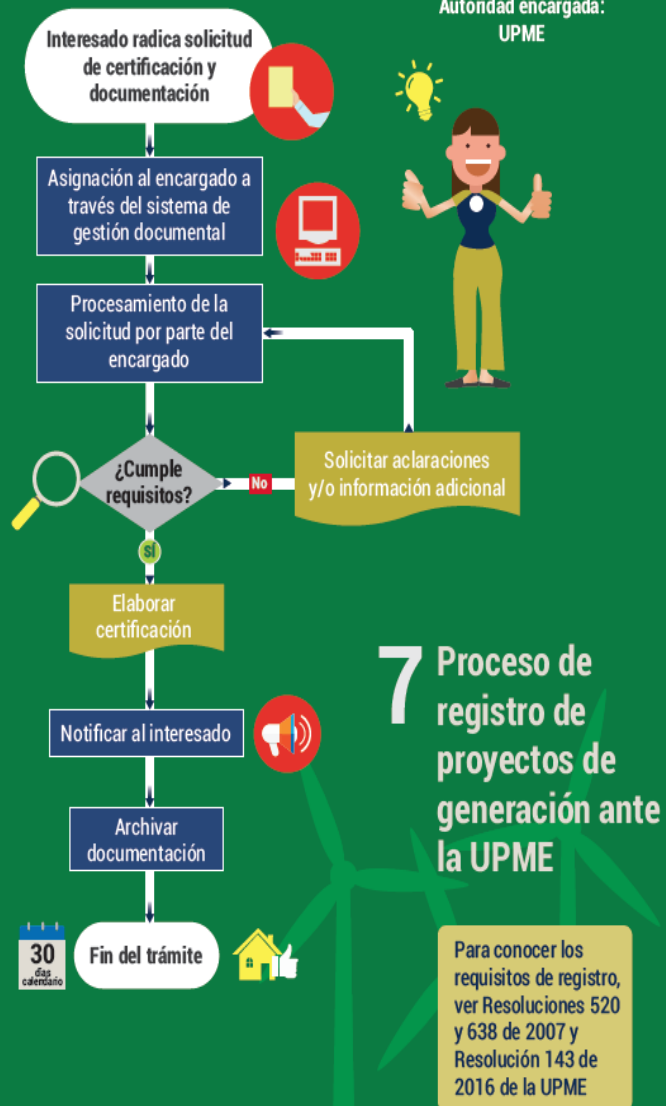 Autoridad encargada:
UPME
Interesado radica solicitud
de certificación y
documentación
Asignación al encargado a
través del sistema de
gestión documental
Procesamiento de la
solicitud por parte del
encargado
¿Cumple
requisitos?
No
Solicitar aclaraciones
y/o información adicional
SÍ
Elaborar
certificación
Notificar al interesado
Archivar
documentación
30
días
calendario
Fin del trámite
7 Proceso de
registro de
proyectos de
generación ante
la UPME
Para conocer los
requisitos de registro,
ver Resoluciones 520
y 638 de 2007 y
Resolución 143 de
2016 de la UPME